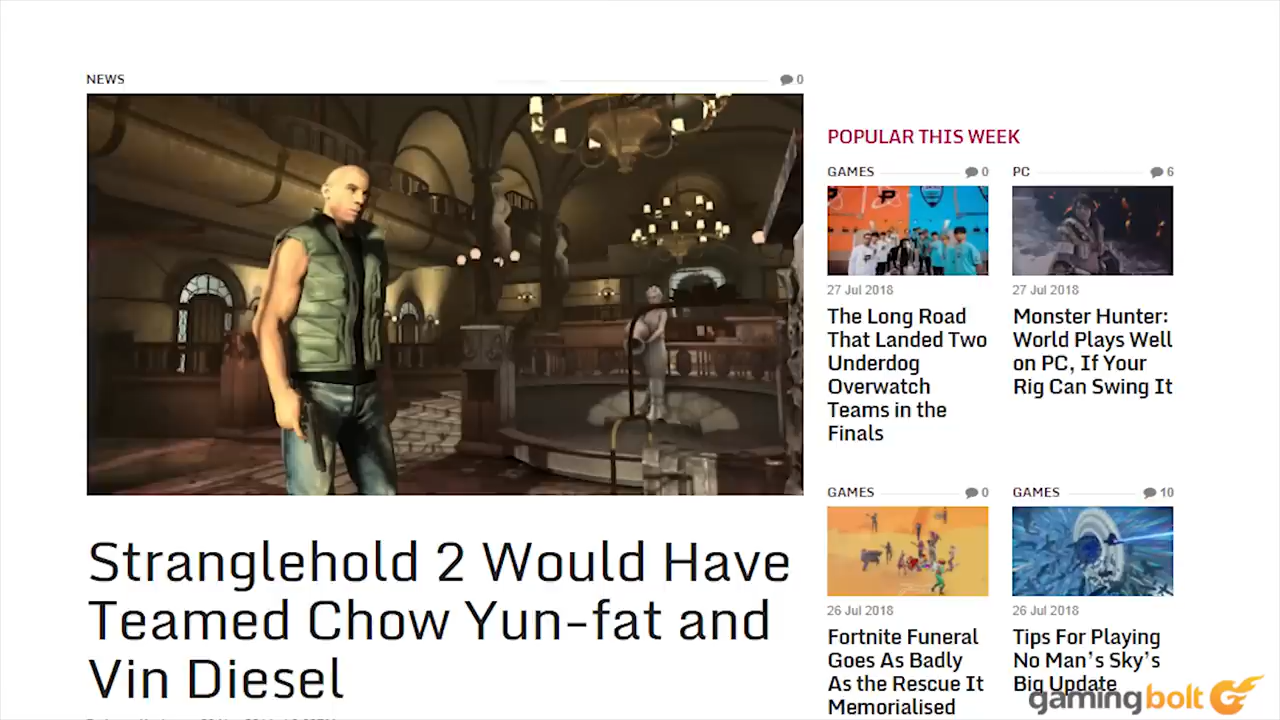 NEWS
0
POPULAR THIS WEEK
GAMES
0
PC
6
27 Jul 2018
The Long Road
That Landed Two
Underdog
Overwatch
Teams in the
Finals
27 Jul 2018
Monster Hunter:
World Plays Well
on PC, If Your
Rig Can Swing It
GAMES
0
GAMES
10
26 Jul 2018
Fortnite Funeral
Goes As Badly
As the Rescue It
Memorialised
26 Jul 2018
Tips For Playing
No Man's Sky's
Big Update
Stranglehold 2 Would Have
Teamed Chow Yun-fat and
Vin Diesel
gamingbolt